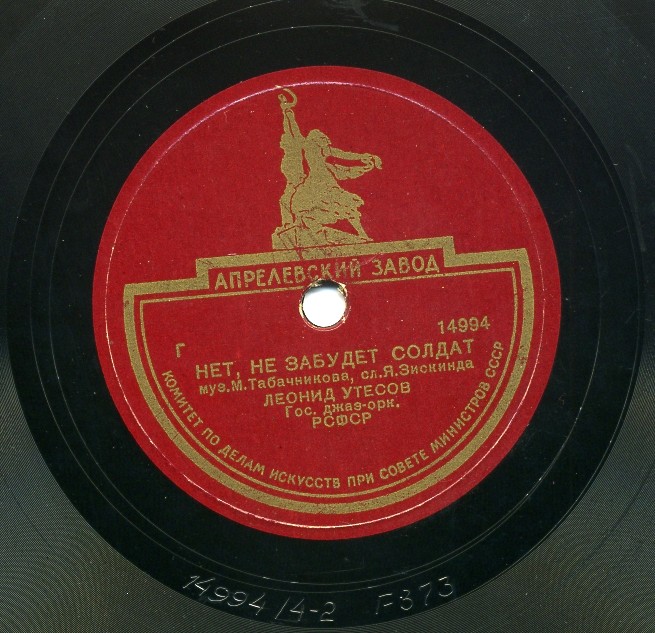 АПРЕЛЕВСКИЙ ЗАВОД
14994
Г
НЕТ, НЕ ЗАБУДЕТ СОЛДАТ
муз.М.Табачникова, сл.Я.Зискинда
ЛЕОНИД УТЕСОВ
Гос. джаз-орк.
РСФСР
КОМИТЕТ ПО ДЕЛАМ ИСКУССТВ ПРИ СОВЕТЕ МИНИСТРОВ СССР
14994/4-2 F373